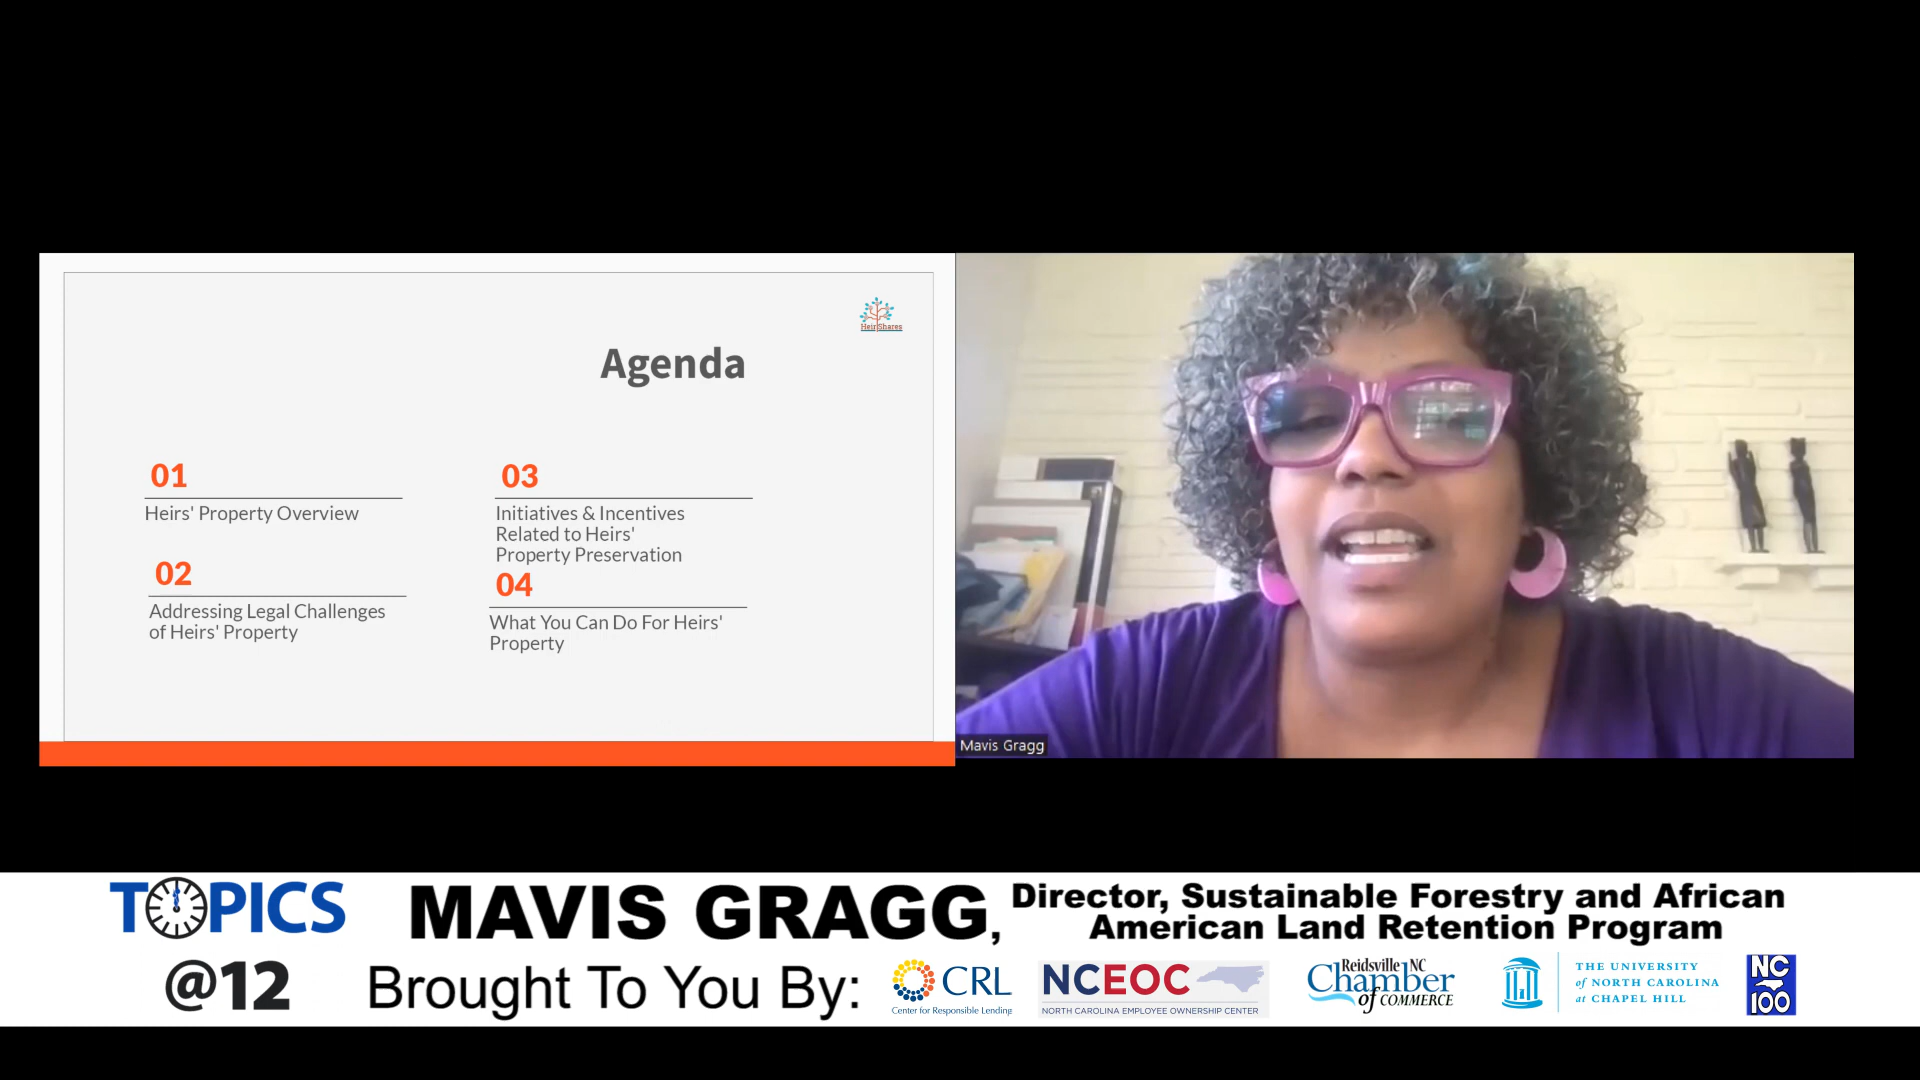 HeirShares
Agenda
01
Heirs' Property Overview
02
Addressing Legal Challenges
of Heirs' Property
03
Initiatives & Incentives
Related to Heirs'
Property Preservation
04
What You Can Do For Heirs'
Property
Mavis Gragg
TOPICS
@12
MAVIS GRAGG,
Director, Sustainable Forestry and African
American Land Retention Program
Brought To You By:
CRL
Center for Responsible Lending
NCEOC
NORTH CAROLINA EMPLOYEE OWNERSHIP CENTER
Reidsville NC
Chamber
of COMMERCE
THE UNIVERSITY
of NORTH CAROLINA
at CHAPEL HILL
NC
100